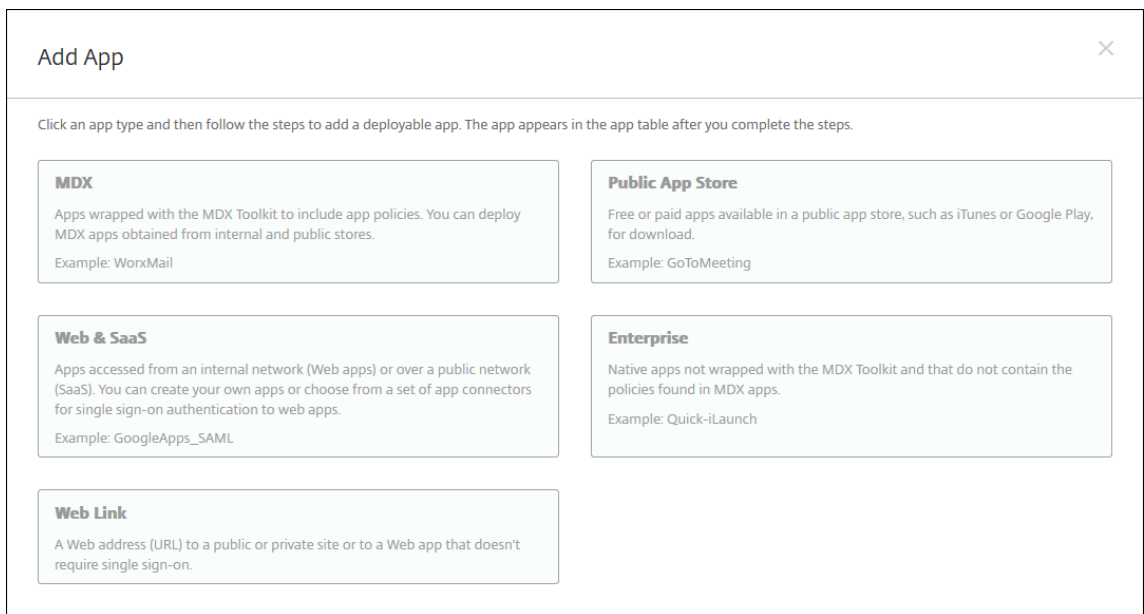 Add App
Click an app type and then follow the steps to add a deployable app. The app appears in the app table after you complete the steps.
MDX
Apps wrapped with the MDX Toolkit to include app policies. You can deploy
MDX apps obtained from internal and public stores.
Example: WorxMail
Public App Store
Free or paid apps available in a public app store, such as iTunes or Google Play,
for download.
Example: GoToMeeting
Web & SaaS
Apps accessed from an internal network (Web apps) or over a public network
(SaaS). You can create your own apps or choose from a set of app connectors
for single sign-on authentication to web apps.
Example: GoogleApps_SAML
Enterprise
Native apps not wrapped with the MDX Toolkit and that do not contain the
policies found in MDX apps.
Example: Quick-iLaunch
Web Link
A Web address (URL) to a public or private site or to a Web app that doesn't
require single sign-on.